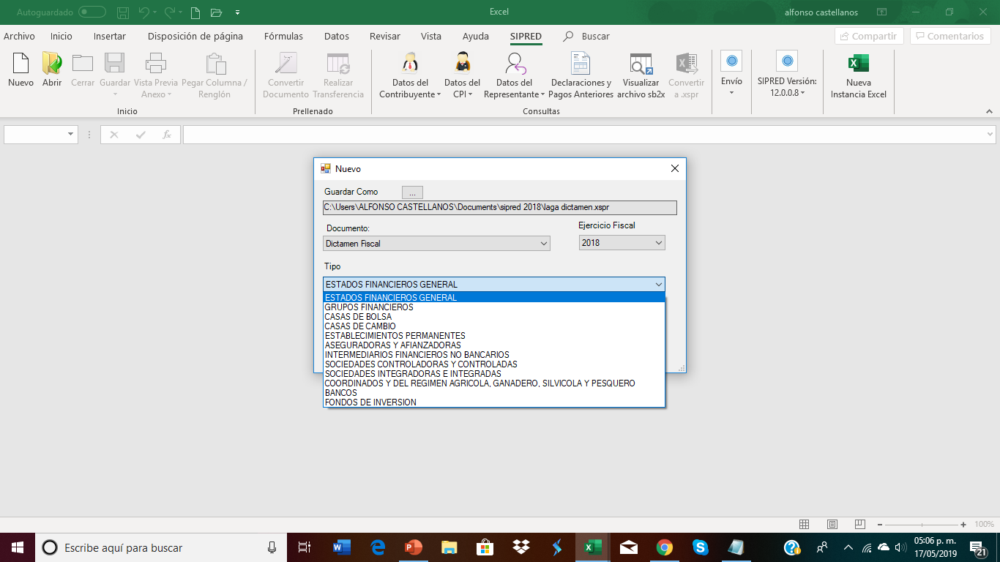 Autoguardado
Excel
alfonso castellanos
Archivo Inicio Insertar Disposición de página Fórmulas Datos Revisar Vista Ayuda SIPRED Buscar Compartir Comentarios
Nuevo
Abrir
Cerrar
Guardar
Vista Previa
Anexo
Pegar Columna /
Renglón
Inicio
Convertir
Documento
Realizar
Transferencia
Prellenado
Datos del
Contribuyente
Datos del
CPI
Datos del
Representante
Declaraciones y
Pagos Anteriores
Visualizar
archivo sb2x
Convertir
a .xspr
Consultas
Envío
SIPRED Versión:
12.0.0.8
Nueva
Instancia Excel
fx
Nuevo
Guardar Como ...
C:\Users\ALFONSO CASTELLANOS\Documents\sipred 2018\laga dictamen.xspr
Documento:
Ejercicio Fiscal
Dictamen Fiscal
2018
Tipo
ESTADOS FINANCIEROS GENERAL
ESTADOS FINANCIEROS GENERAL
GRUPOS FINANCIEROS
CASAS DE BOLSA
CASAS DE CAMBIO
ESTABLECIMIENTOS PERMANENTES
ASEGURADORAS Y AFIANZADORAS
INTERMEDIARIOS FINANCIEROS NO BANCARIOS
SOCIEDADES CONTROLADORAS Y CONTROLADAS
SOCIEDADES INTEGRADORAS E INTEGRADAS
COORDINADOS Y DEL REGIMEN AGRICOLA, GANADERO, SILVICOLA Y PESQUERO
BANCOS
FONDOS DE INVERSION
100%
Escribe aquí para buscar
05:06 p. m.
17/05/2019
21